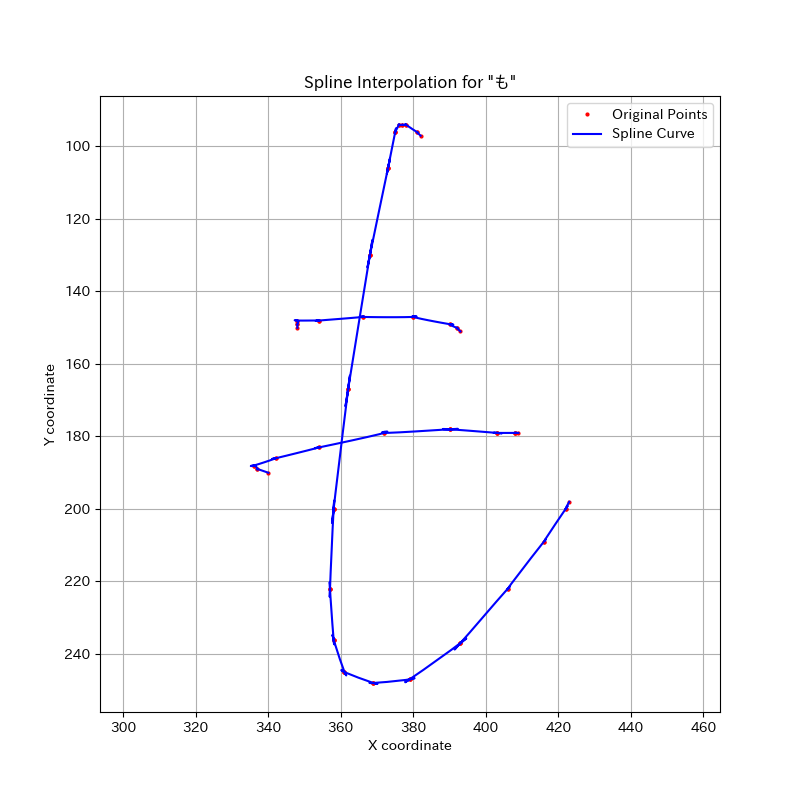 Spline Interpolation for "も"
Original Points
Spline Curve
Y coordinate
100
120
140
160
180
200
220
240
も
300 320 340 360 380 400 420 440 460
X coordinate